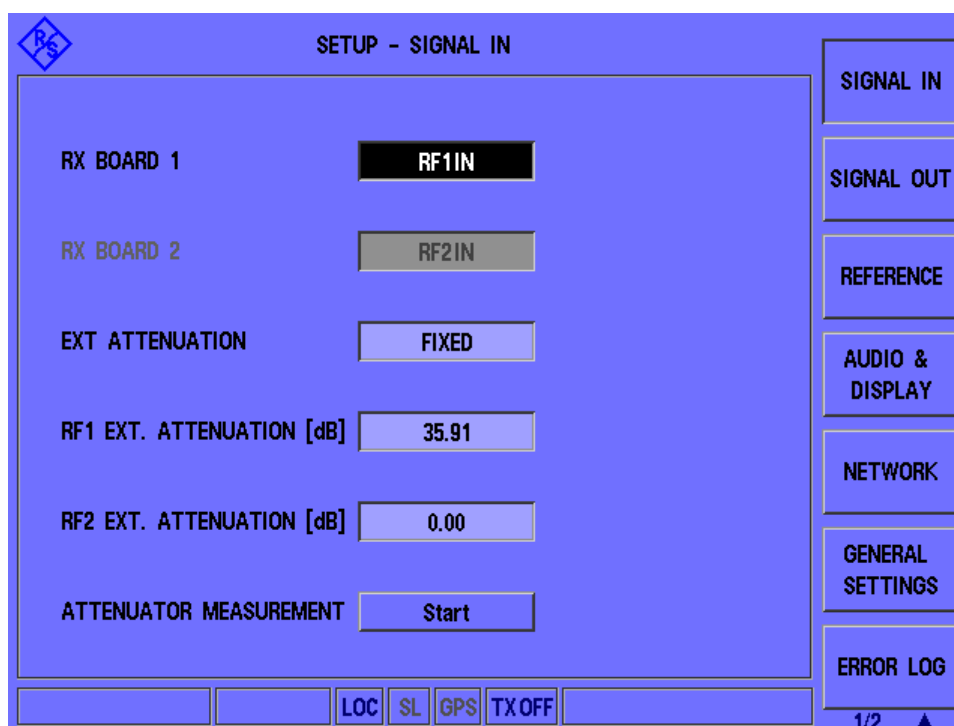 R/S
SETUP - SIGNAL IN
RX BOARD 1 RF1IN
RX BOARD 2 RF2IN
EXT ATTENUATION FIXED
RF1 EXT. ATTENUATION [dB] 35.91
RF2 EXT. ATTENUATION [dB] 0.00
ATTENUATOR MEASUREMENT Start
LOC SL GPS TXOFF
SIGNAL IN
SIGNAL OUT
REFERENCE
AUDIO &
DISPLAY
NETWORK
GENERAL
SETTINGS
ERROR LOG
1/2